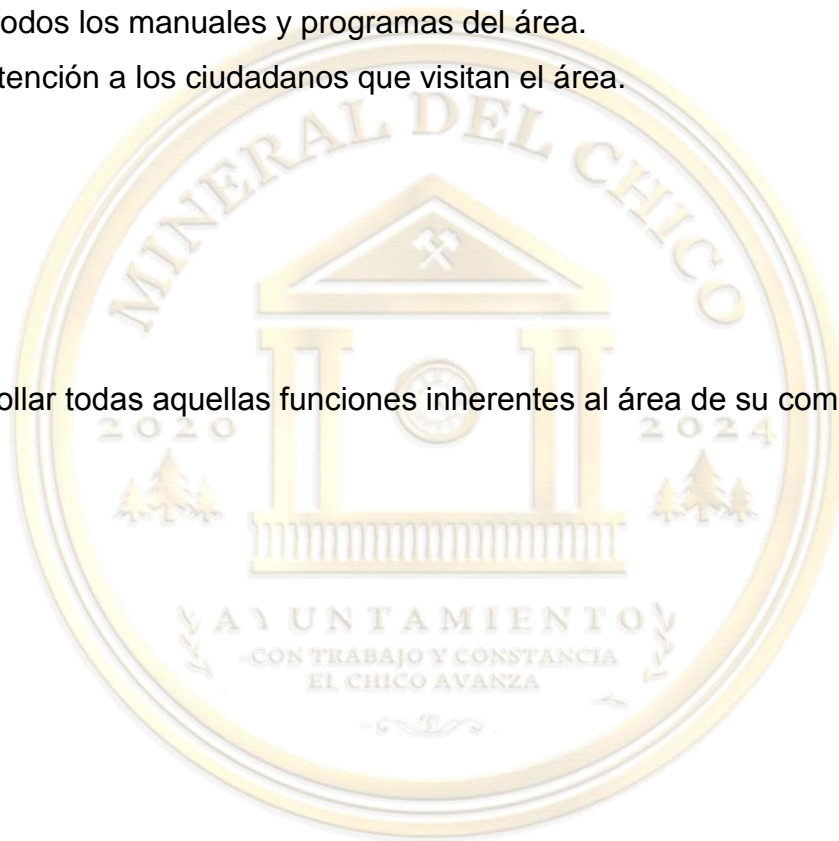 odos los manuales y programas del área.
tención a los ciudadanos que visitan el área.
MINERAL DEL CHICO
ollar todas aquellas funciones inherentes al área de su com
2020 2024
AYUNTAMIENTO
CON TRABAJO Y CONSTANCIA
EL CHICO AVANZA